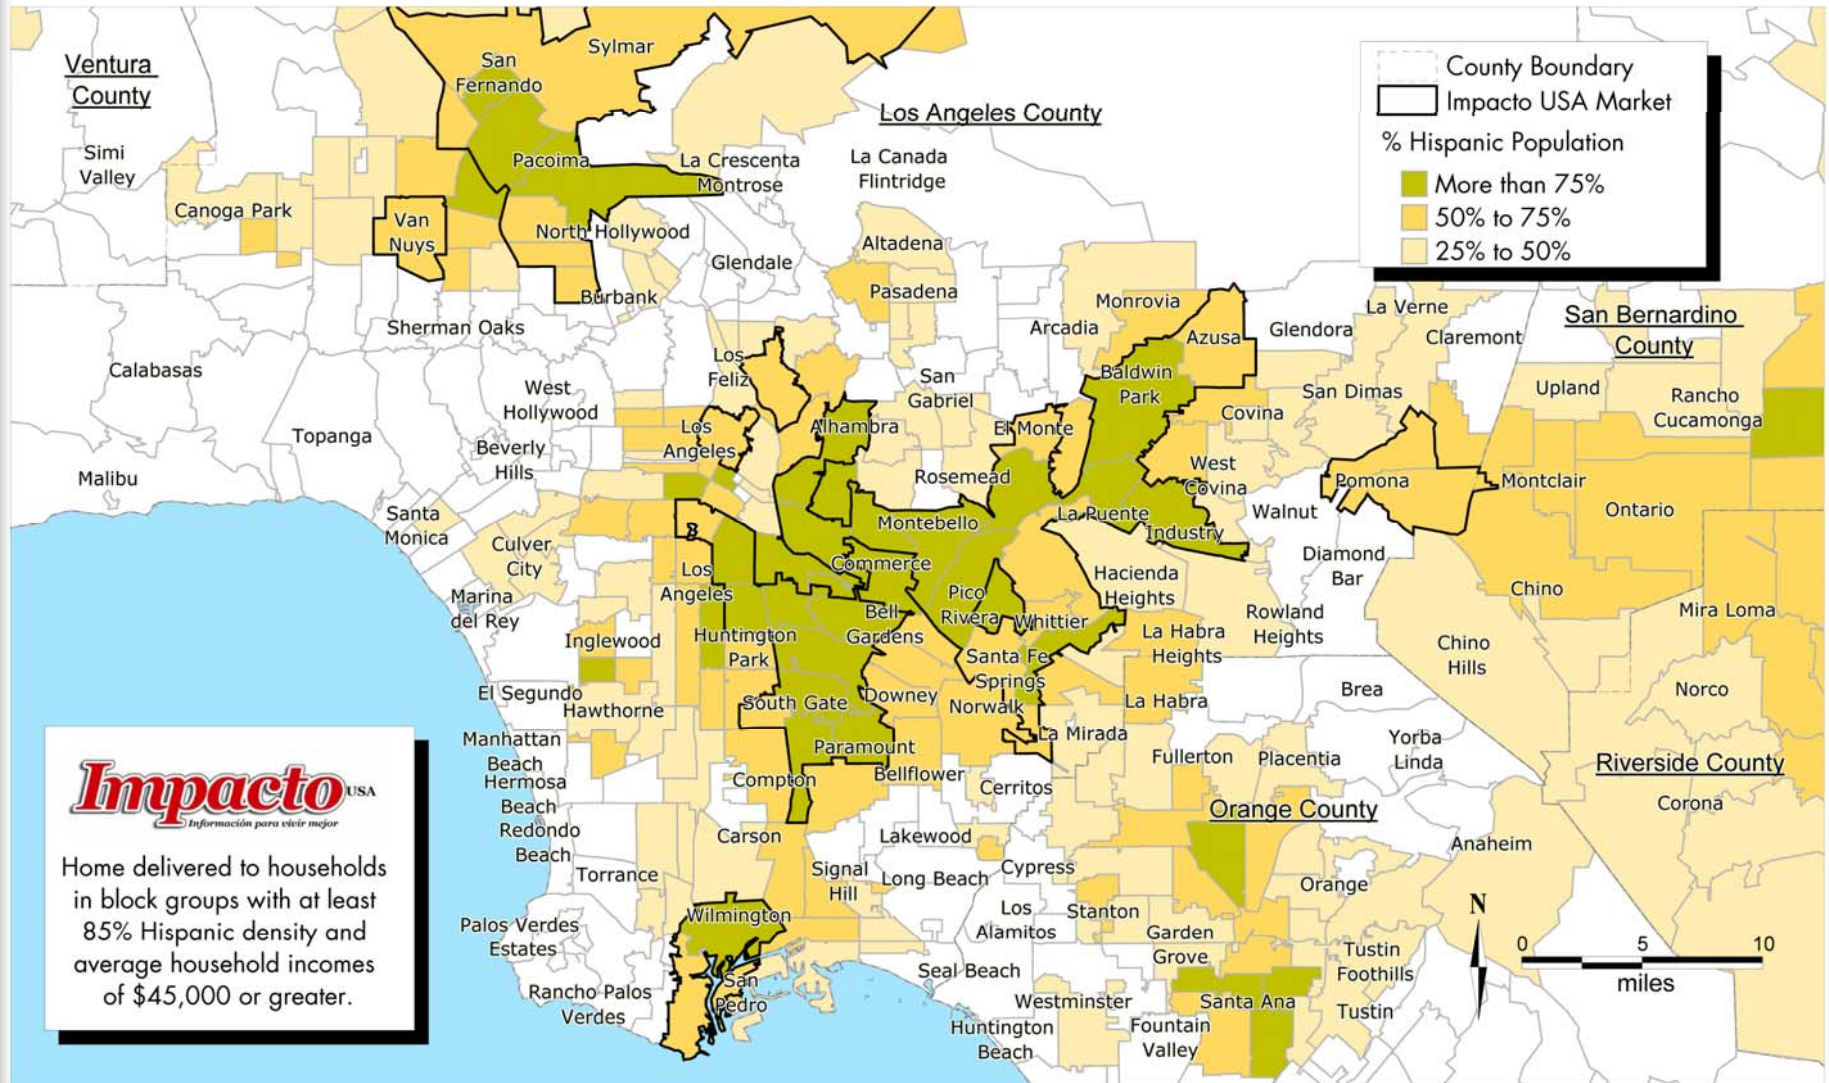 Ventura
County
San
Fernando
Sylmar
Los Angeles County
County Boundary
Impacto USA Market
% Hispanic Population
More than 75%
50% to 75%
25% to 50%
Simi
Valley
Pacoima
La Crescenta
Montrose
La Canada
Flintridge
Canoga Park
Van
Nuys
North Hollywood
Altadena
Glendale
Burbank
Pasadena
Monrovia
La Verne
San Bernardino
County
Sherman Oaks
Arcadia
Azusa
Glendora
Claremont
Calabasas
Los
Feliz
San
Gabriel
Baldwin
Park
San Dimas
Upland
Rancho
Cucamonga
West
Hollywood
Los
Angeles
Alhambra
El Monte
Covina
Topanga
Beverly
Hills
Malibu
Rosemead
West
Covina
Pomona
Montclair
Ontario
Santa
Monica
Montebello
La Puente
Industry
Walnut
Culver
City
Los
Angeles
Commerce
Hacienda
Heights
Diamond
Bar
Chino
Marina
del Rey
Bell
Gardens
Pico
Rivera
Whittier
Rowland
Heights
Mira Loma
Inglewood
Huntington
Park
La Habra
Heights
Chino
Hills
Santa Fe
Springs
El Segundo
Hawthorne
South Gate
Downey
Norwalk
La Habra
Brea
Norco
Manhattan
Beach
Paramount
La Mirada
Fullerton
Placentia
Yorba
Linda
Riverside County
Hermosa
Beach
Compton
Bellflower
Cerritos
Orange County
Corona
Redondo
Beach
Carson
Lakewood
Anaheim
Torrance
Signal
Hill
Long Beach
Cypress
Orange
Palos Verdes
Estates
Wilmington
Los
Alamitos
Stanton
Garden
Grove
Tustin
Foothills
Rancho Palos
Verdes
San
Pedro
Seal Beach
Westminster
Santa Ana
Tustin
Huntington
Beach
Fountain
Valley
N
0 5 10
miles
Impacto USA
Información para vivir mejor
Home delivered to households
in block groups with at least
85% Hispanic density and
average household incomes
of $45,000 or greater.